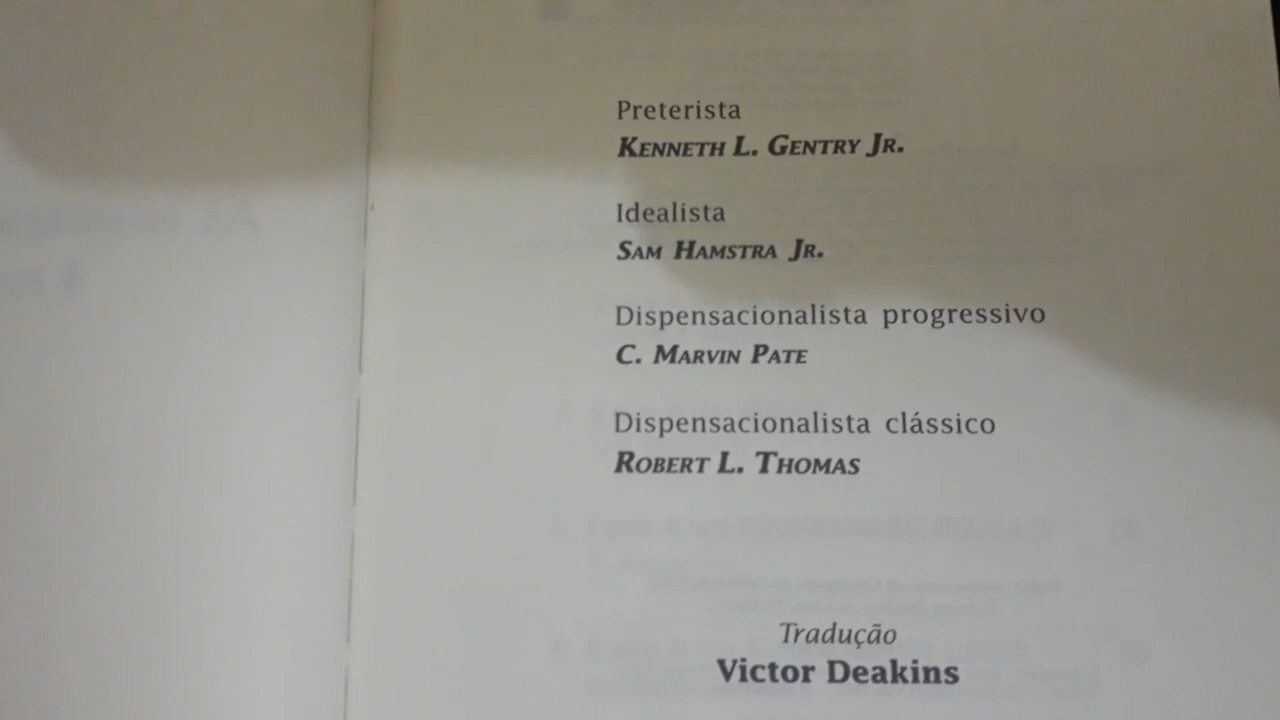 Preterista
KENNETH L. GENTRY JR.
Idealista
SAM HAMSTRA JR.
Dispensacionalista progressivo
C. MARVIN PATE
Dispensacionalista clássico
ROBERT L. THOMAS
Tradução
Victor Deakins